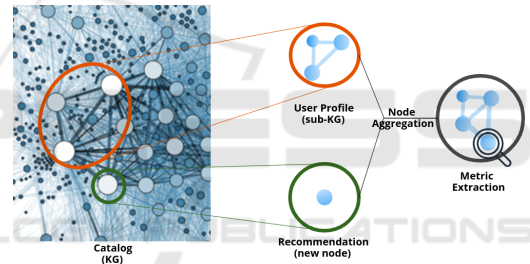 User Profile
(sub-KG)
Node
Aggregation
Metric
Extraction
Recommendation
(new node)
Catalog
(KG)